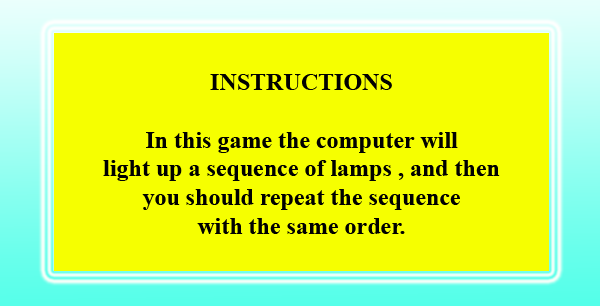 INSTRUCTIONS
In this game the computer will
light up a sequence of lamps , and then
you should repeat the sequence
with the same order.